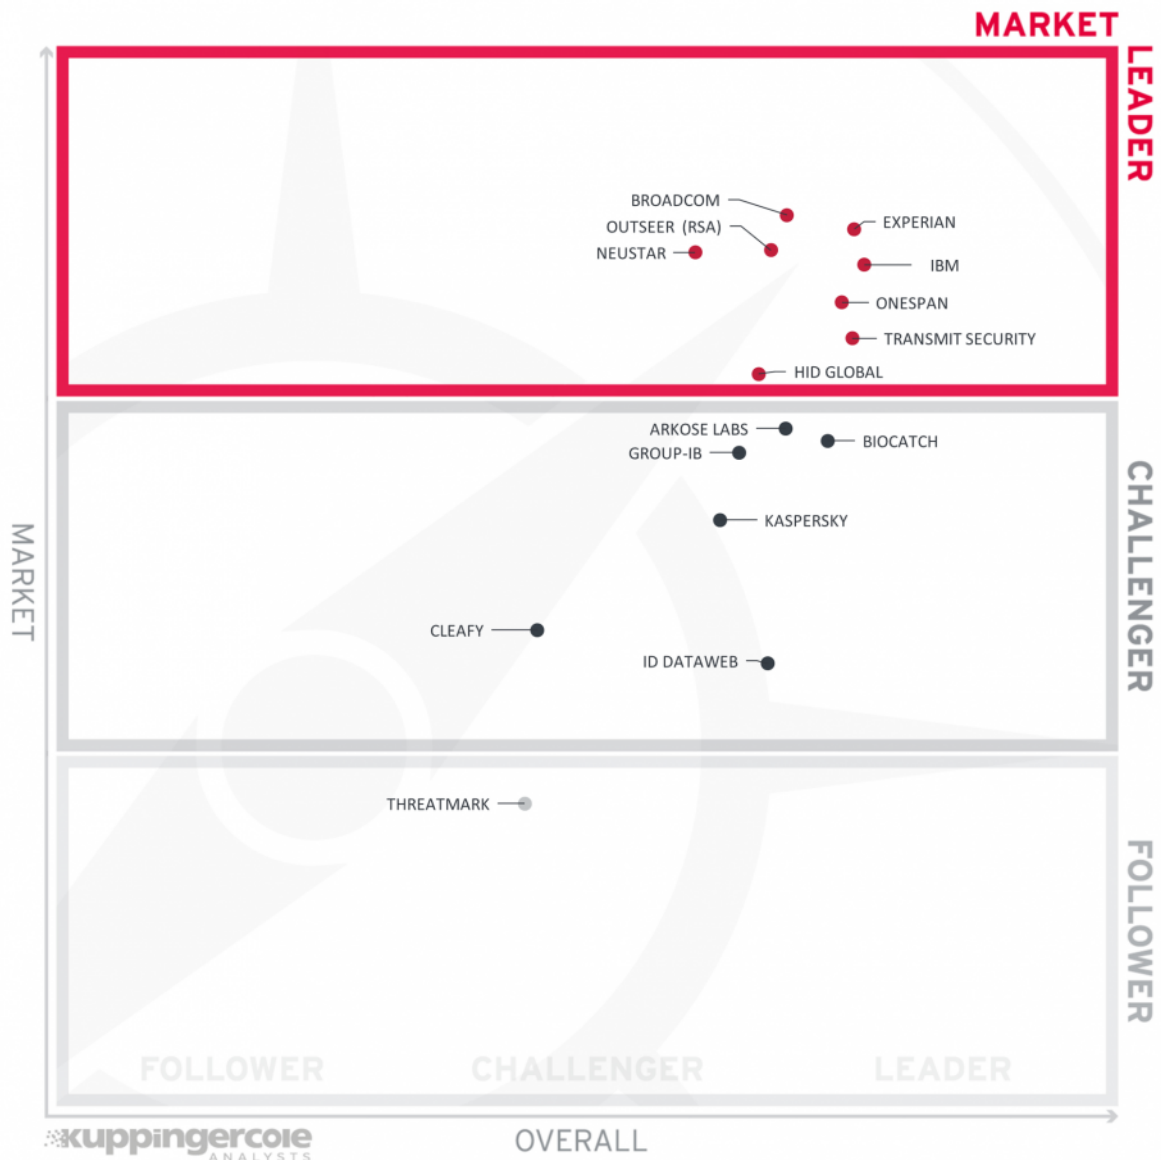 MARKET
LEADER
BROADCOM
EXPERIAN
OUTSEER (RSA)
NEUSTAR
IBM
ONESPAN
TRANSMIT SECURITY
HID GLOBAL
ARKOSE LABS
BIOCATCH
GROUP-IB
KASPERSKY
CHALLENGER
MARKET
CLEAFY
ID DATAWEB
THREATMARK
FOLLOWER
FOLLOWER CHALLENGER LEADER
kuppingercole
ANALYSTS
OVERALL